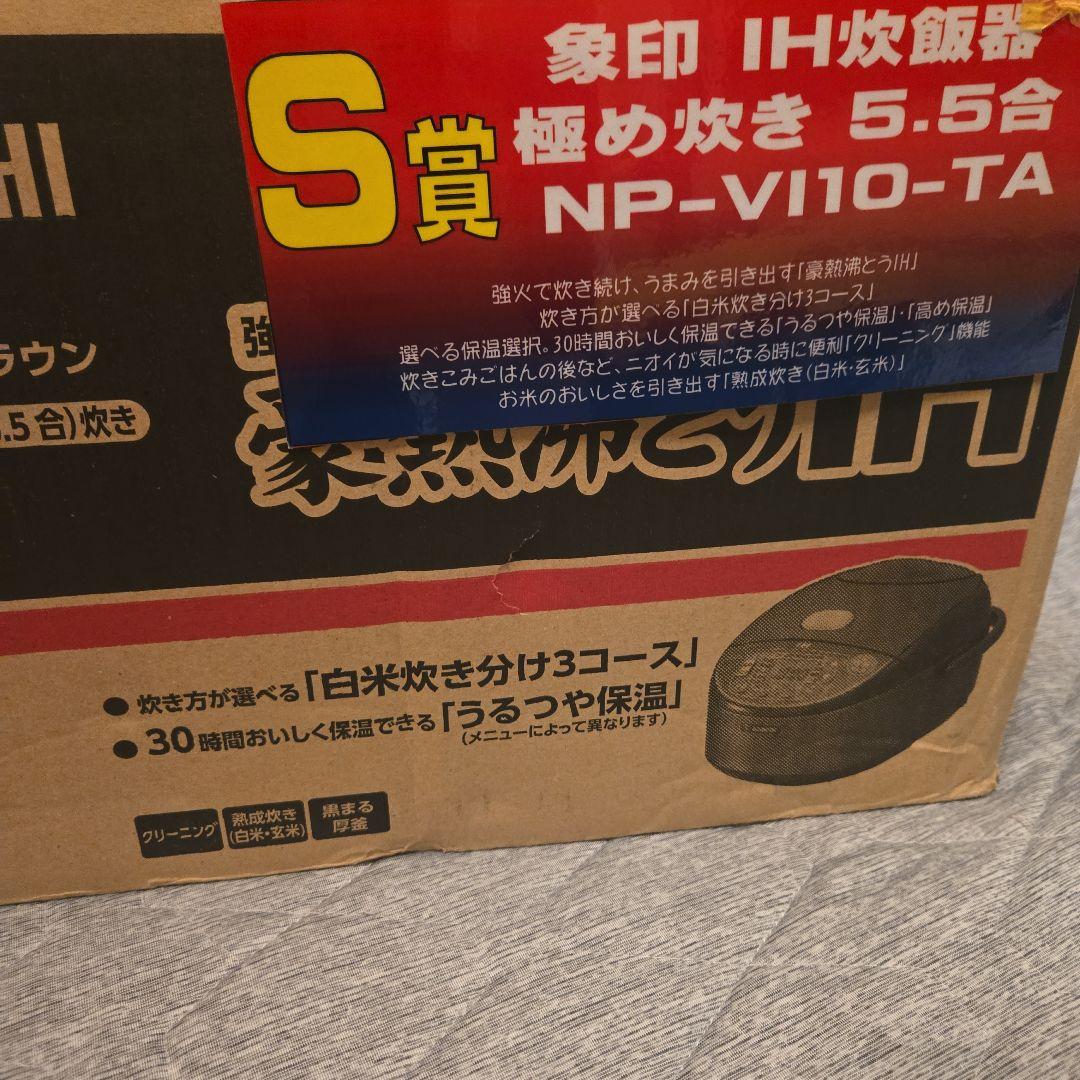 S賞
象印 IH炊飯器
極め炊き 5.5合
NP-VI10-TA
強火で炊き続け、うまみを引き出す「豪熱沸とうIH」
炊き方が選べる「白米炊き分け3コース」
選べる保温選択。30時間おいしく保温できる「うるつや保温」・「高め保温」
炊きこみごはんの後など、ニオイが気になる時に便利「クリーニング」機能
お米のおいしさを引き出す「熟成炊き(白米・玄米)」
HI
ラウン
.5合)炊き
強
豪熱沸とうIH
● 炊き方が選べる「白米炊き分け3コース」
● 30時間おいしく保温できる「うるつや保温」
(メニューによって異なります)
クリーニング
熟成炊き
(白米・玄米)
黒まる
厚釜